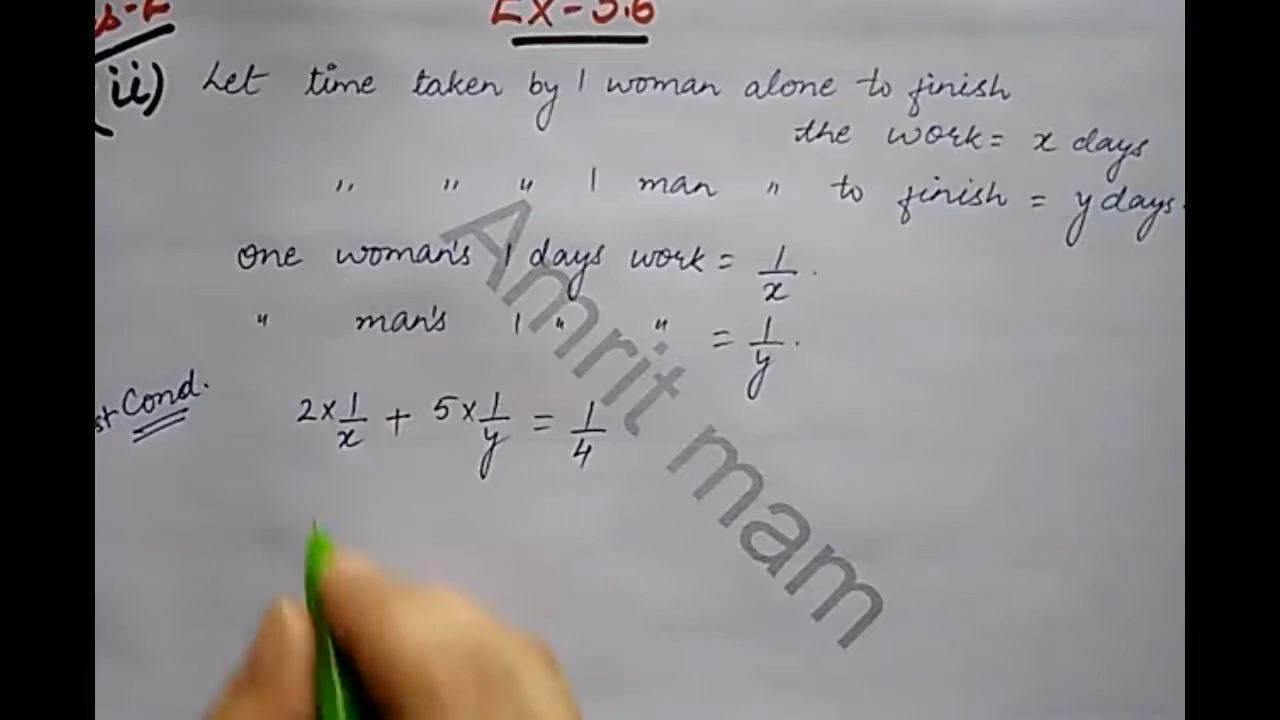 EX-3.6
(ii) Let time taken by 1 woman alone to finish
the work = x days
" " " 1 man " to finish = y days.
One woman's 1 days work = 1/x.
" man's 1 " " = 1/y.
st Cond. 2×1/x + 5×1/y = 1/4
Amrit mam